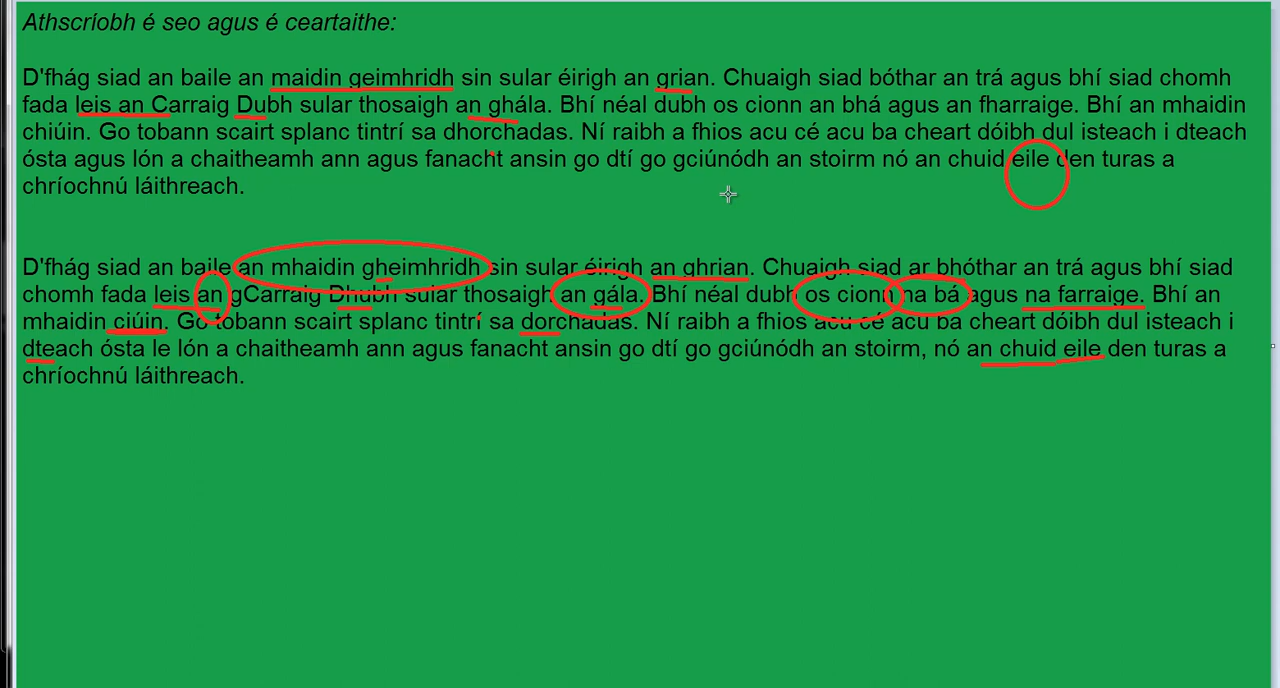 Athscríobh é seo agus é ceartaithe:
D'fhág siad an baile an maidin geimhridh sin sular éirigh an grian. Chuaigh siad bóthar an trá agus bhí siad chomh
fada leis an Carraig Dubh sular thosaigh an ghála. Bhí néal dubh os cionn an bhá agus an fharraige. Bhí an mhaidin
chiúin. Go tobann scairt splanc tintrí sa dhorchadas. Ní raibh a fhios acu cé acu ba cheart dóibh dul isteach i dteach
ósta agus lón a chaitheamh ann agus fanacht ansin go dtí go gciúnódh an stoirm nó an chuid eile den turas a
chríochnú láithreach.
D'fhág siad an baile an mhaidin gheimhridh sin sular éirigh an ghrian. Chuaigh siad ar bhóthar an trá agus bhí siad
chomh fada leis an gCarraig Dhubh sular thosaigh an gála. Bhí néal dubh os cionn na bá agus na farraige. Bhí an
mhaidin ciúin. Go tobann scairt splanc tintrí sa dorchadas. Ní raibh a fhios acu cé acu ba cheart dóibh dul isteach i
dteach ósta le lón a chaitheamh ann agus fanacht ansin go dtí go gciúnódh an stoirm, nó an chuid eile den turas a
chríochnú láithreach.